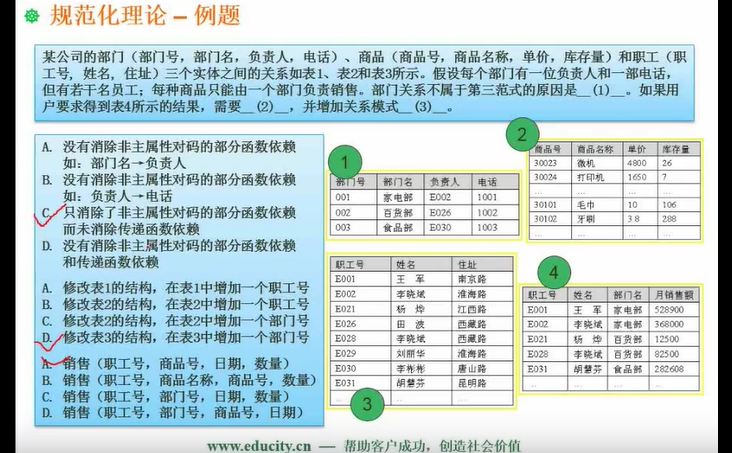 规范化理论 – 例题
某公司的部门（部门号，部门名，负责人，电话）、商品（商品号，商品名称，单价，库存量）和职工（职
工号，姓名，住址）三个实体之间的关系如表1、表2和表3所示。假设每个部门有一位负责人和一部电话，
但有若干名员工；每种商品只能由一个部门负责销售。部门关系不属于第三范式的原因是__(1)__。如果用
户要求得到表4所示的结果，需要__(2)__，并增加关系模式__(3)__。
A. 没有消除非主属性对码的部分函数依赖
如：部门名→负责人
B. 没有消除非主属性对码的部分函数依赖
如：负责人→电话
C. 只消除了非主属性对码的部分函数依赖
而未消除传递函数依赖
D. 没有消除非主属性对码的部分函数依赖
和传递函数依赖
A. 修改表1的结构，在表1中增加一个职工号
B. 修改表2的结构，在表2中增加一个职工号
C. 修改表2的结构，在表2中增加一个部门号
D. 修改表3的结构，在表3中增加一个部门号
A. 销售（职工号，商品号，日期，数量）
B. 销售（职工号，商品名称，商品号，数量）
C. 销售（职工号，部门号，日期，数量）
D. 销售（职工号，部门号，商品号，日期）
1
部门号 部门名 负责人 电话
001 家电部 E002 1001
002 百货部 E026 1002
003 食品部 E030 1003
2
商品号 商品名称 单价 库存量
30023 微机 4800 26
30024 打印机 1650 7
... ... ... ...
30101 毛巾 10 106
30102 牙刷 3.8 288
... ... ... ...
职工号 姓名 住址
E001 王 军 南京路
E002 李晓斌 淮海路
E021 杨 烨 江西路
E026 田 波 西藏路
E028 李晓斌 西藏路
E029 刘丽华 淮海路
E030 李彬彬 唐山路
E031 胡慧芬 昆明路
... ... ...
3
4
职工号 姓名 部门名 月销售额
E001 王 军 家电部 528900
E002 李晓斌 家电部 368000
E021 杨 烨 百货部 12500
E028 李晓斌 百货部 82500
E031 胡慧芬 食品部 282608
... ... ... ...
www.educity.cn — 帮助客户成功，创造社会价值